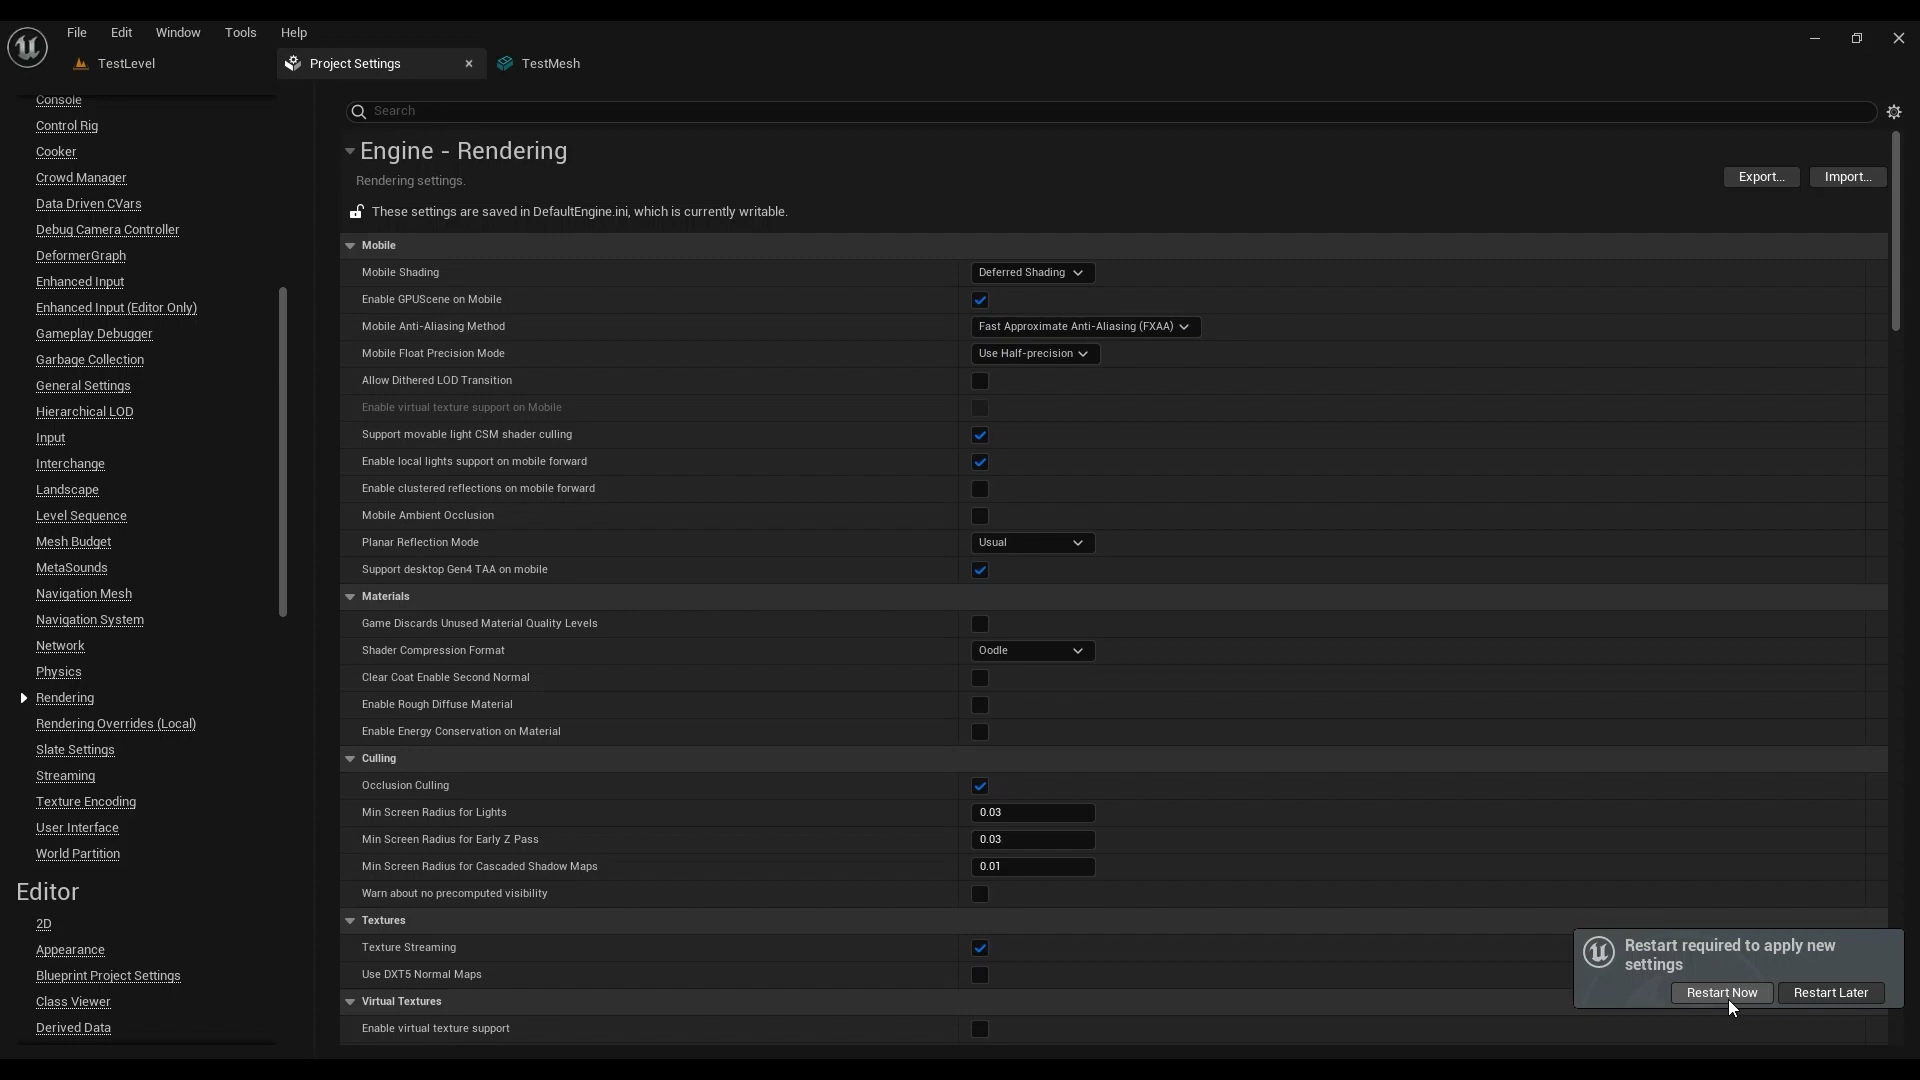 File Edit Window Tools Help
TestLevel Project Settings TestMesh
Console
Control Rig
Cooker
Crowd Manager
Data Driven CVars
Debug Camera Controller
DeformerGraph
Enhanced Input
Enhanced Input (Editor Only)
Gameplay Debugger
Garbage Collection
General Settings
Hierarchical LOD
Input
Interchange
Landscape
Level Sequence
Mesh Budget
MetaSounds
Navigation Mesh
Navigation System
Network
Physics
Rendering
Rendering Overrides (Local)
Slate Settings
Streaming
Texture Encoding
User Interface
World Partition
Editor
2D
Appearance
Blueprint Project Settings
Class Viewer
Derived Data
Search
Engine - Rendering
Rendering settings.
Export... Import...
These settings are saved in DefaultEngine.ini, which is currently writable.
Mobile
Mobile Shading Deferred Shading
Enable GPUScene on Mobile
Mobile Anti-Aliasing Method Fast Approximate Anti-Aliasing (FXAA)
Mobile Float Precision Mode Use Half-precision
Allow Dithered LOD Transition
Enable virtual texture support on Mobile
Support movable light CSM shader culling
Enable local lights support on mobile forward
Enable clustered reflections on mobile forward
Mobile Ambient Occlusion
Planar Reflection Mode Usual
Support desktop Gen4 TAA on mobile
Materials
Game Discards Unused Material Quality Levels
Shader Compression Format Oodle
Clear Coat Enable Second Normal
Enable Rough Diffuse Material
Enable Energy Conservation on Material
Culling
Occlusion Culling
Min Screen Radius for Lights 0.03
Min Screen Radius for Early Z Pass 0.03
Min Screen Radius for Cascaded Shadow Maps 0.01
Warn about no precomputed visibility
Textures
Texture Streaming
Use DXT5 Normal Maps
Virtual Textures
Enable virtual texture support
Restart required to apply new
settings
Restart Now Restart Later